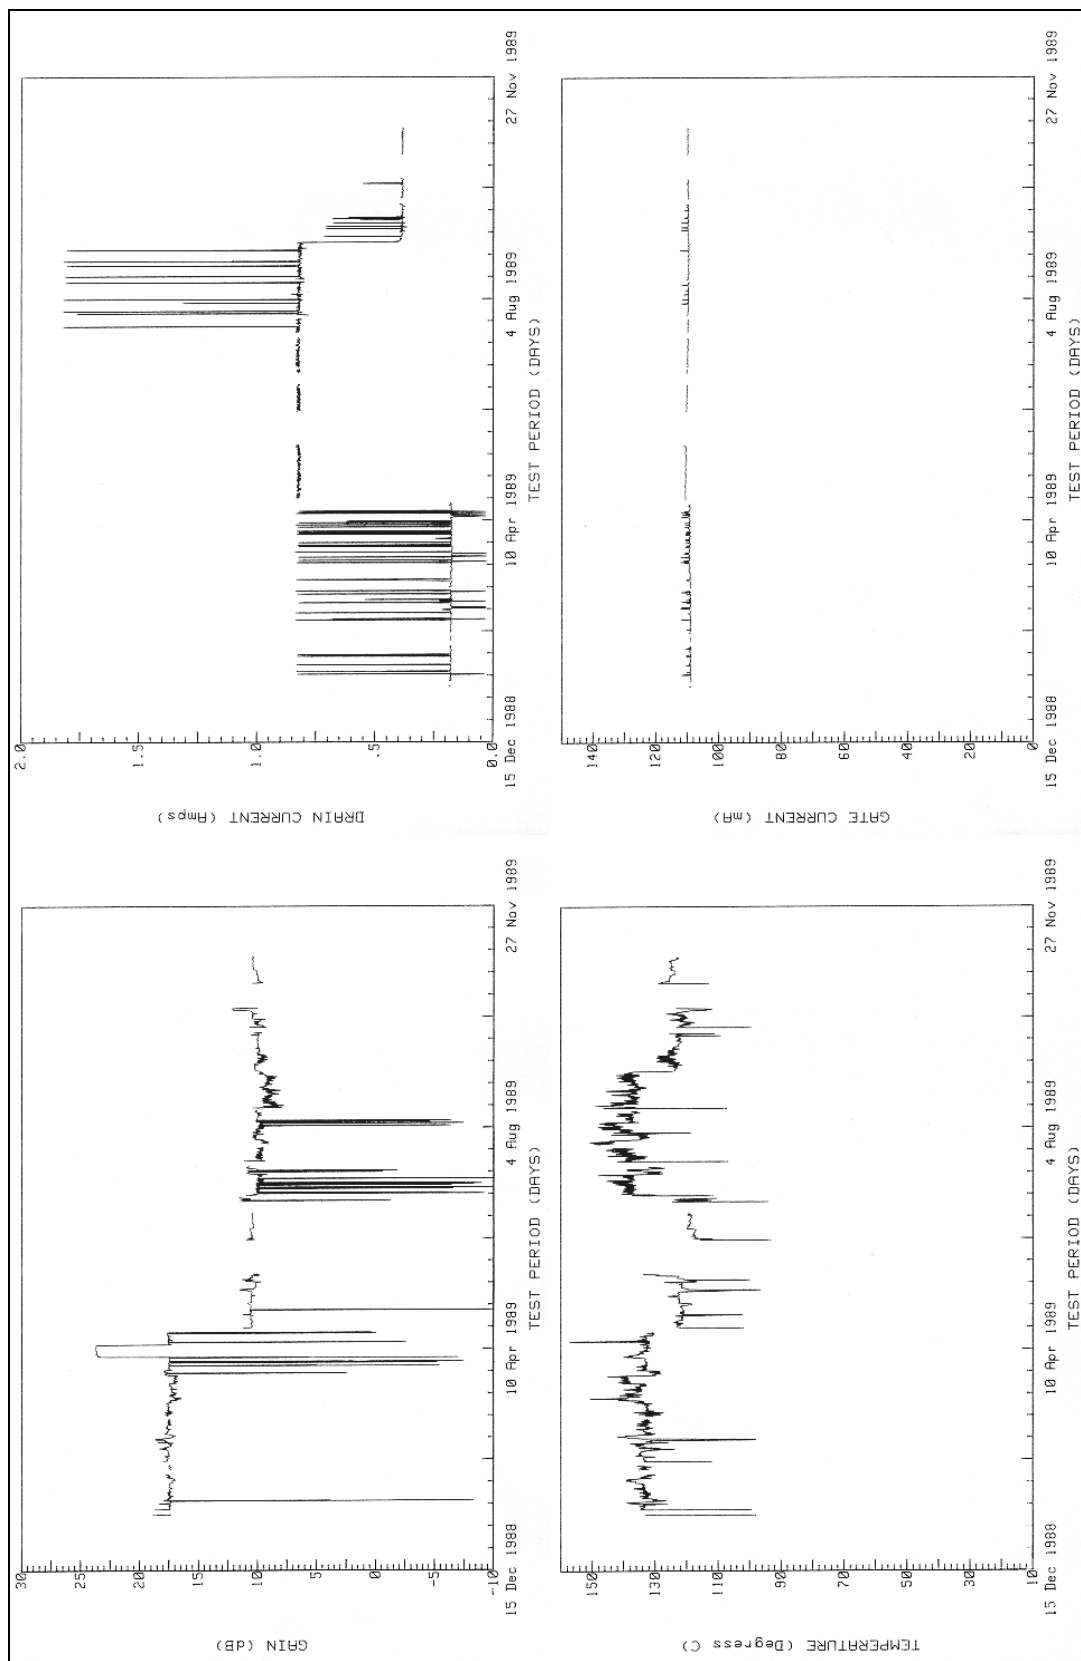 GAIN (dB)
30
25
20
15
10
5
0
-5
-10
15 Dec 1988
10 Apr 1989
4 Aug 1989
27 Nov 1989
TEST PERIOD (DAYS)
DRAIN CURRENT (Amps)
2.0
1.5
1.0
.5
0.0
15 Dec 1988
10 Apr 1989
4 Aug 1989
27 Nov 1989
TEST PERIOD (DAYS)
TEMPERATURE (Degress C)
150
130
110
90
70
50
30
10
15 Dec 1988
10 Apr 1989
4 Aug 1989
27 Nov 1989
TEST PERIOD (DAYS)
GATE CURRENT (mA)
140
120
100
80
60
40
20
0
15 Dec 1988
10 Apr 1989
4 Aug 1989
27 Nov 1989
TEST PERIOD (DAYS)